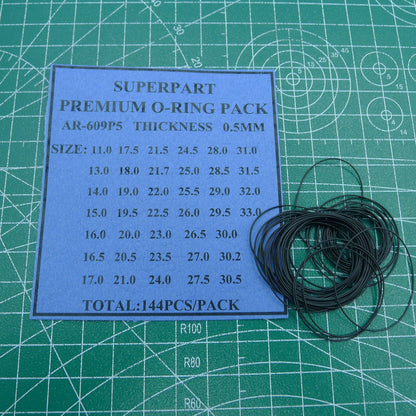 SUPERPART
PREMIUM O-RING PACK
AR-609P5 THICKNESS 0.5MM
SIZE: 11.0 17.5 21.5 24.5 28.0 31.0
13.0 18.0 21.7 25.0 28.5 31.5
14.0 19.0 22.0 25.5 29.0 32.0
15.0 19.5 22.5 26.0 29.5 33.0
16.0 20.0 23.0 26.5 30.0
16.5 20.5 23.5 27.0 30.2
17.0 21.0 24.0 27.5 30.5
TOTAL:144PCS/PACK
R100
R80
R60